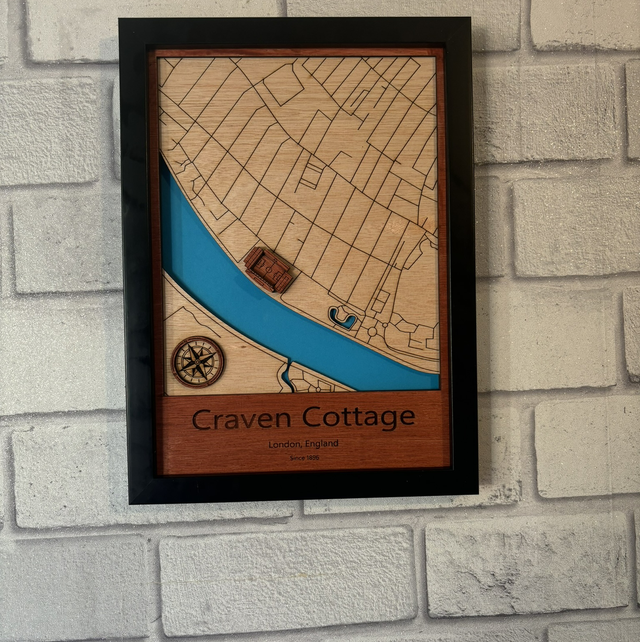 Craven Cottage
London, England
Since 1896